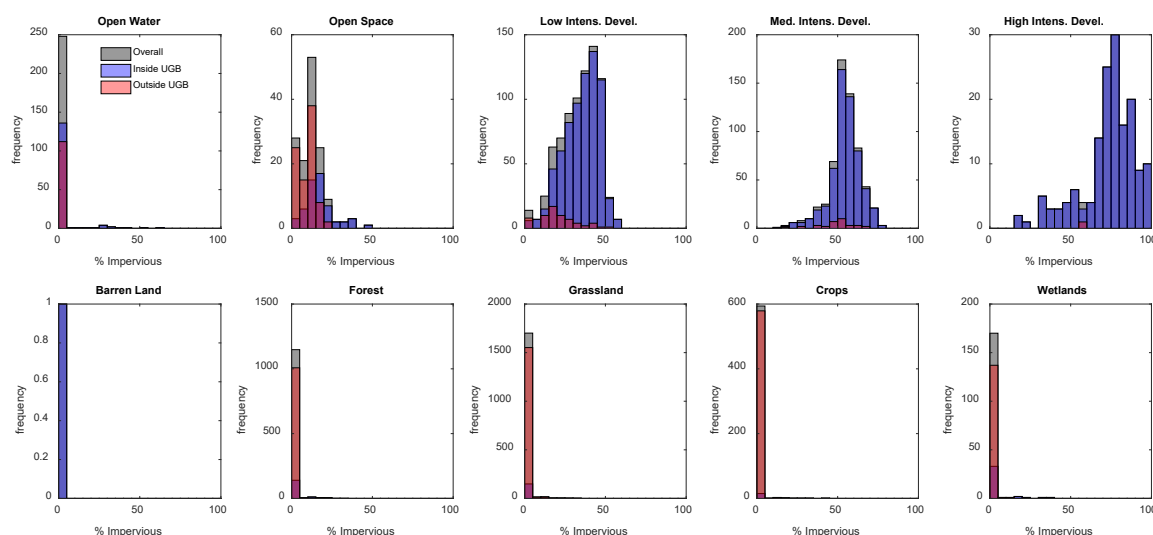 Open Water
250
200
150
100
50
0
frequency
0
50
100
% Impervious
Overall
Inside UGB
Outside UGB
Open Space
60
40
20
0
frequency
0
50
100
% Impervious
Low Intens. Devel.
150
100
50
0
frequency
0
50
100
% Impervious
Med. Intens. Devel.
200
150
100
50
0
frequency
0
50
100
% Impervious
High Intens. Devel.
30
20
10
0
frequency
0
50
100
% Impervious
Barren Land
1
0.8
0.6
0.4
0.2
0
frequency
0
50
100
% Impervious
Forest
1500
1000
500
0
frequency
0
50
100
% Impervious
Grassland
2000
1500
1000
500
0
frequency
0
50
100
% Impervious
Crops
600
400
200
0
frequency
0
50
100
% Impervious
Wetlands
200
150
100
50
0
frequency
0
50
100
% Impervious